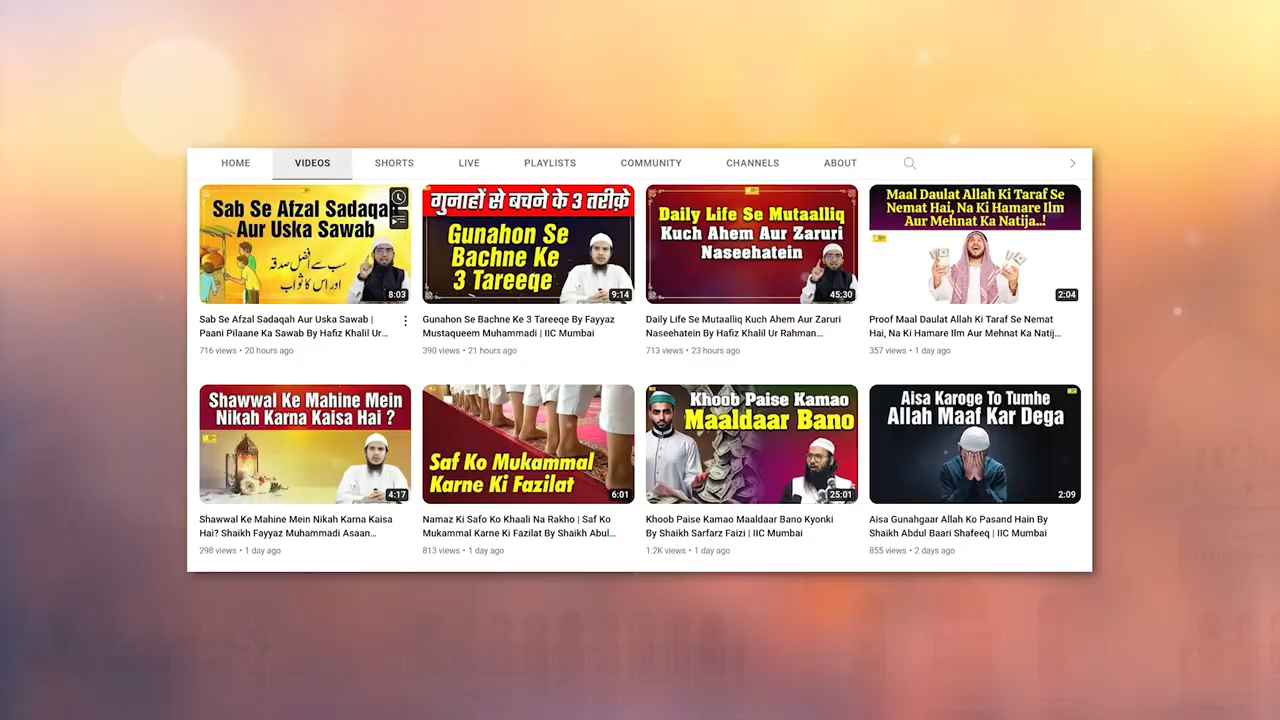 HOME
VIDEOS
SHORTS
LIVE
PLAYLISTS
COMMUNITY
CHANNELS
ABOUT
Sab Se Afzal Sadaqa
Aur Uska Sawab
سب سے افضل صدقہ
اور اس کا ثواب
8:03
गुनाहों से बचने के 3 तरीक़े
Gunahon Se
Bachne Ke
3 Tareeqe
9:14
Daily Life Se Mutaalliq
Kuch Ahem Aur Zaruri
Naseehatein
45:30
Maal Daulat Allah Ki Taraf Se
Nemat Hai, Na Ki Hamare Ilm
Aur Mehnat Ka Natija..!
2:04
Sab Se Afzal Sadaqah Aur Uska Sawab |
Paani Pilaane Ka Sawab By Hafiz Khalil Ur...
716 views • 20 hours ago
Gunahon Se Bachne Ke 3 Tareeqe By Fayyaz
Mustaqueem Muhammadi | IIC Mumbai
390 views • 21 hours ago
Daily Life Se Mutaalliq Kuch Ahem Aur Zaruri
Naseehatein By Hafiz Khalil Ur Rahman...
713 views • 23 hours ago
Proof Maal Daulat Allah Ki Taraf Se Nemat
Hai, Na Ki Hamare Ilm Aur Mehnat Ka Natij...
357 views • 1 day ago
Shawwal Ke Mahine Mein
Nikah Karna Kaisa Hai ?
4:17
Saf Ko Mukammal
Karne Ki Fazilat
6:01
Khoob Paise Kamao
Maaldaar Bano
25:01
Aisa Karoge To Tumhe
Allah Maaf Kar Dega
2:09
Shawwal Ke Mahine Mein Nikah Karna Kaisa
Hai? Shaikh Fayyaz Muhammadi Asaan...
298 views • 1 day ago
Namaz Ki Safo Ko Khaali Na Rakho | Saf Ko
Mukammal Karne Ki Fazilat By Shaikh Abul...
813 views • 1 day ago
Khoob Paise Kamao Maaldaar Bano Kyonki
By Shaikh Sarfarz Faizi | IIC Mumbai
1.2K views • 1 day ago
Aisa Gunahgaar Allah Ko Pasand Hain By
Shaikh Abdul Baari Shafeeq | IIC Mumbai
855 views • 2 days ago